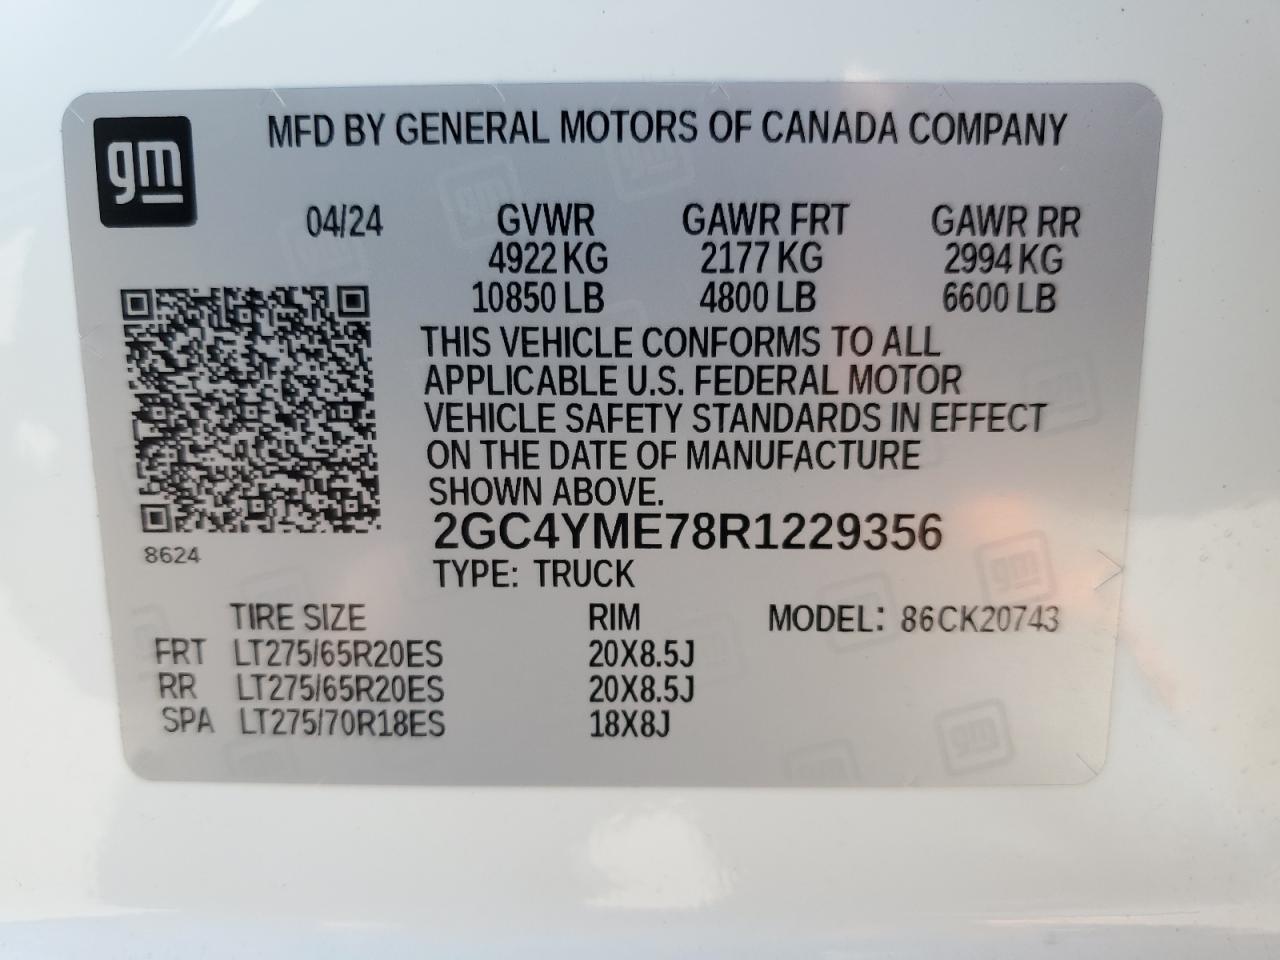 gm
MFD BY GENERAL MOTORS OF CANADA COMPANY
04/24 GVWR GAWR FRT GAWR RR
4922 KG 2177 KG 2994 KG
10850 LB 4800 LB 6600 LB
THIS VEHICLE CONFORMS TO ALL
APPLICABLE U.S. FEDERAL MOTOR
VEHICLE SAFETY STANDARDS IN EFFECT
ON THE DATE OF MANUFACTURE
SHOWN ABOVE.
2GC4YME78R1229356
8624
TYPE: TRUCK
TIRE SIZE RIM MODEL: 86CK20743
FRT LT275/65R20ES 20X8.5J
RR LT275/65R20ES 20X8.5J
SPA LT275/70R18ES 18X8J